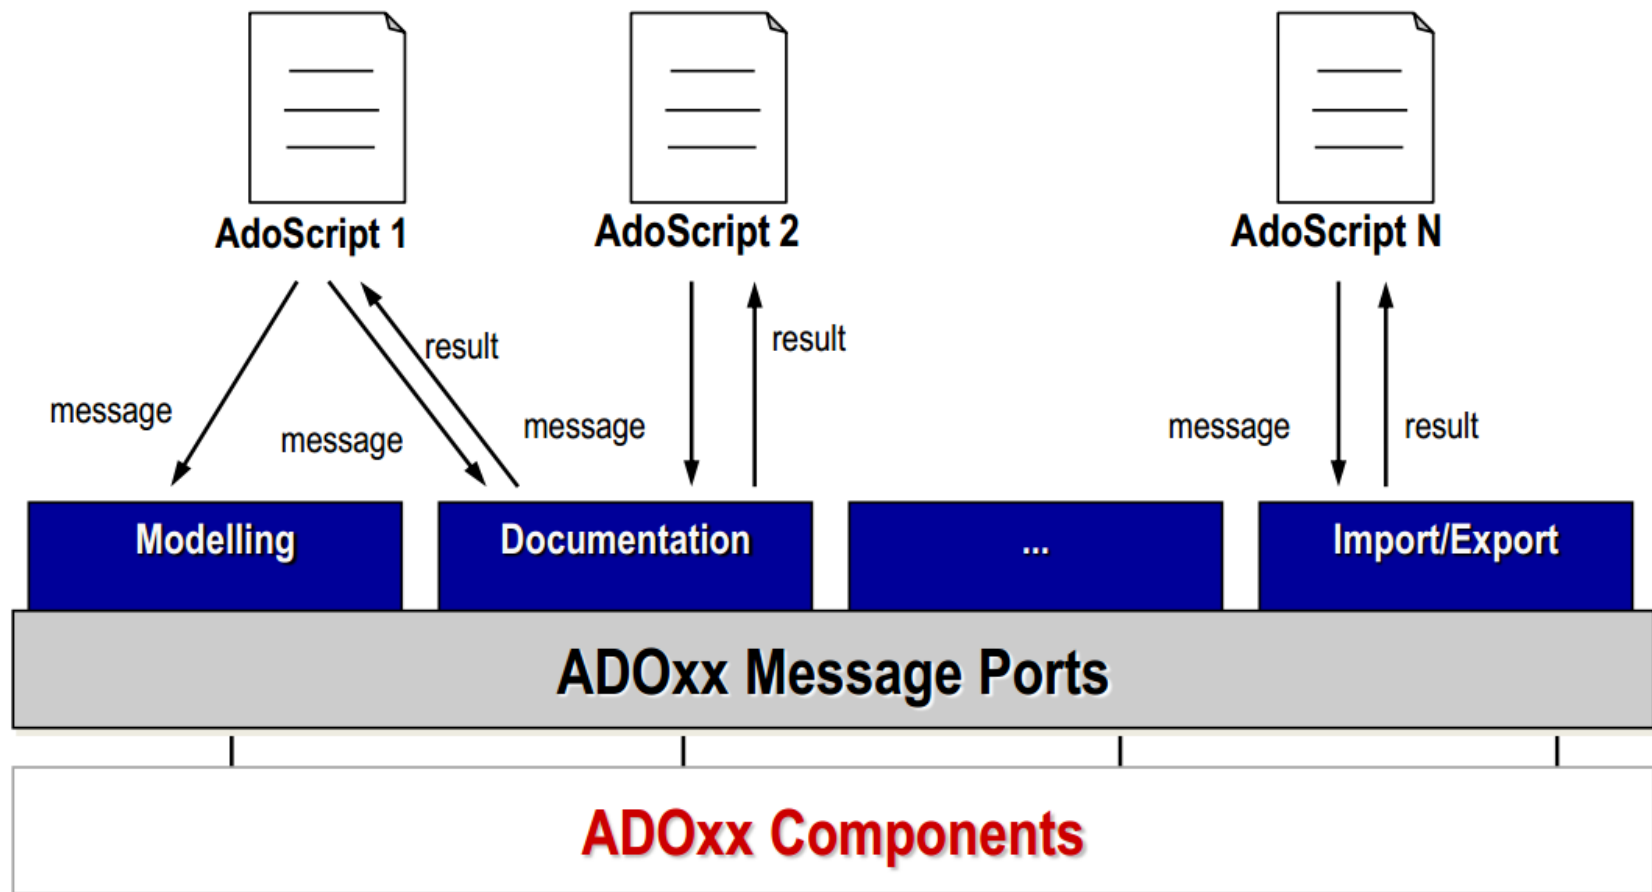 AdoScript 1
AdoScript 2
AdoScript N
result
result
message
message
message
message
result
Modelling
Documentation
...
Import/Export
ADOxx Message Ports
ADOxx Components